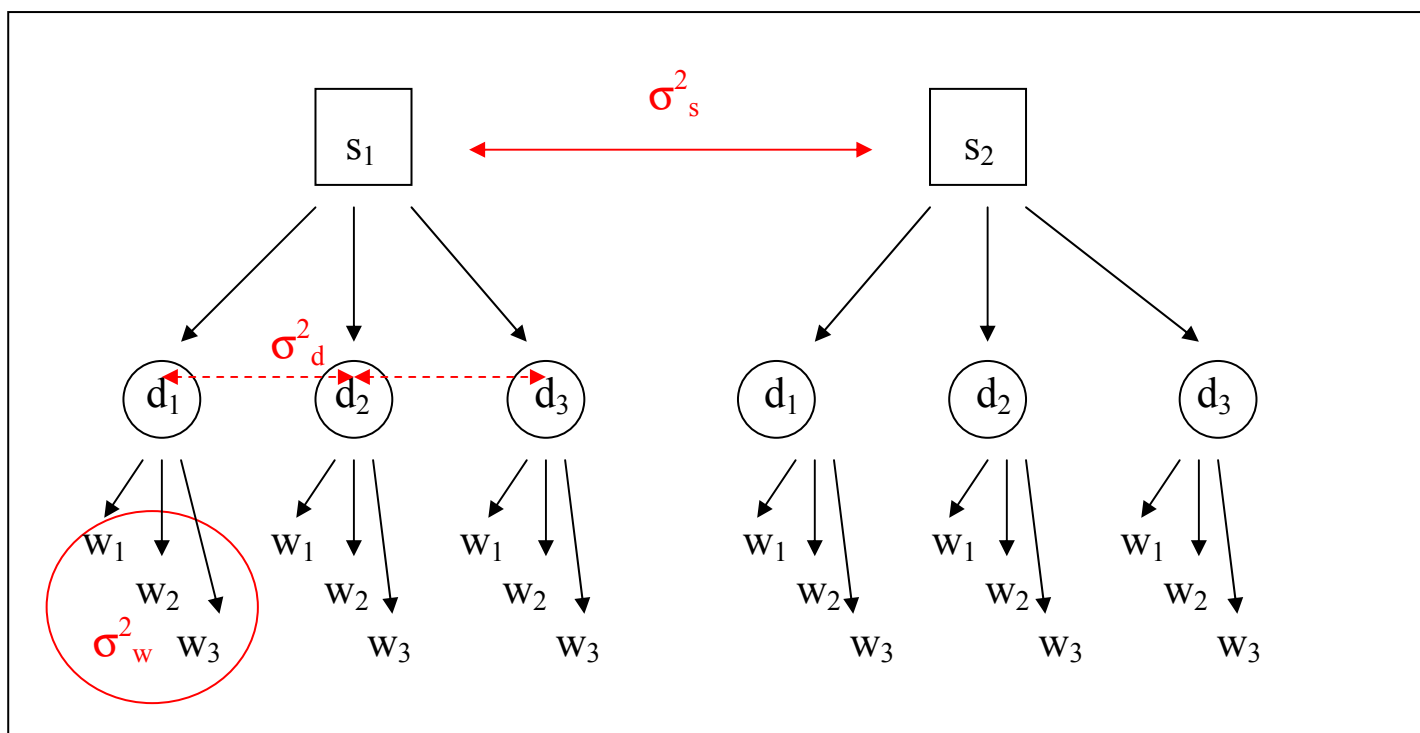 σ²ₛ
s₁ s₂
σ²d
d₁ d₂ d₃ d₁ d₂ d₃
w₁ w₁ w₁ w₁ w₁ w₁
w₂ w₂ w₂ w₂ w₂ w₂
σ²w w₃ w₃ w₃ w₃ w₃ w₃